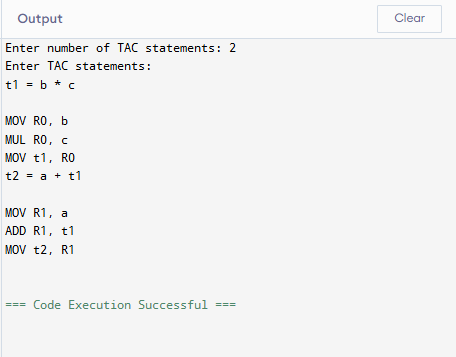 Output
Clear
Enter number of TAC statements: 2
Enter TAC statements:
t1 = b * c
MOV R0, b
MUL R0, c
MOV t1, R0
t2 = a + t1
MOV R1, a
ADD R1, t1
MOV t2, R1
=== Code Execution Successful ===